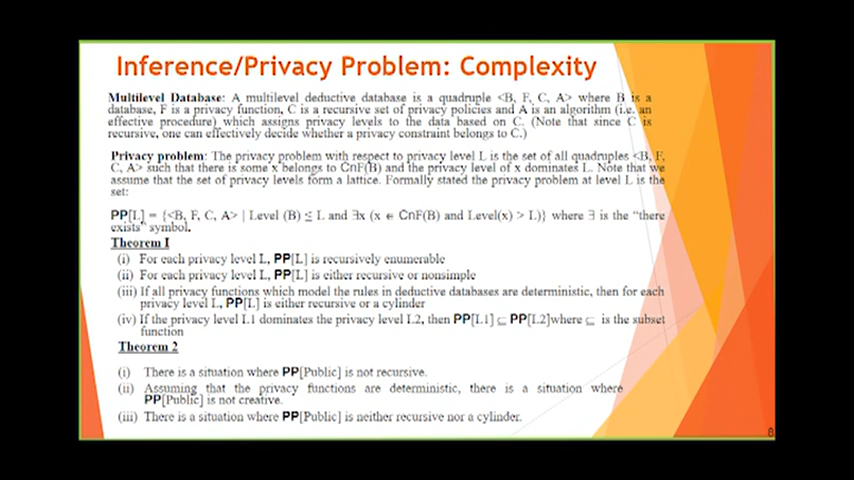 Inference/Privacy Problem: Complexity
Multilevel Database: A multilevel deductive database is a quadruple <B, F, C, A> where B is a
database, F is a privacy function, C is a recursive set of privacy policies and A is an algorithm (i.e. an
effective procedure) which assigns privacy levels to the data based on C. (Note that since C is
recursive, one can effectively decide whether a privacy constraint belongs to C.)
Privacy problem: The privacy problem with respect to privacy level L is the set of all quadruples <B, F,
C, A> such that there is some x belongs to CnF(B) and the privacy level of x dominates L. Note that we
assume that the set of privacy levels form a lattice. Formally stated the privacy problem at level L is the
set:
PP[L] = {<B, F, C, A> | Level (B) ≤ L and ∃x (x ∈ CnF(B) and Level(x) > L)} where ∃ is the "there
exists" symbol.
Theorem 1
(i) For each privacy level L, PP[L] is recursively enumerable
(ii) For each privacy level L, PP[L] is either recursive or nonsimple
(iii) If all privacy functions which model the rules in deductive databases are deterministic, then for each
privacy level L, PP[L] is either recursive or a cylinder
(iv) If the privacy level L1 dominates the privacy level L2, then PP[L1] ⊆ PP[L2]where ⊆ is the subset
function
Theorem 2
(i) There is a situation where PP[Public] is not recursive.
(ii) Assuming that the privacy functions are deterministic, there is a situation where
PP[Public] is not creative.
(iii) There is a situation where PP[Public] is neither recursive nor a cylinder.
8